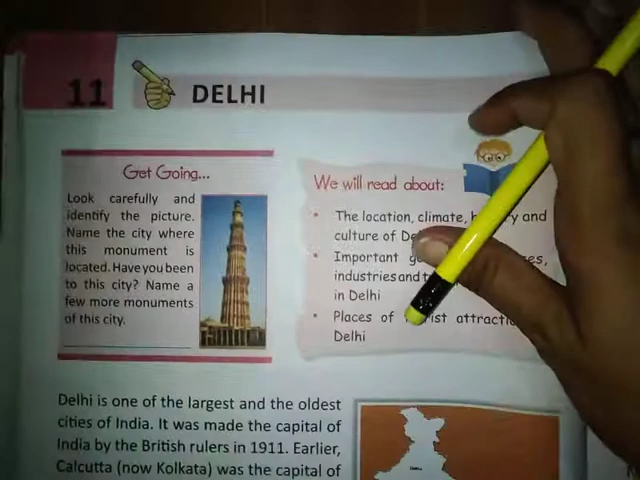 11
DELHI
Get Going...
Look carefully and
identify the picture.
Name the city where
this monument is
located. Have you been
to this city? Name a
few more monuments
of this city.
We will read about:
The location, climate, and
culture of
Important
industries and
in Delhi
Places of attract
Delhi
Delhi is one of the largest and the oldest
cities of India. It was made the capital of
India by the British rulers in 1911. Earlier,
Calcutta (now Kolkata) was the capital of